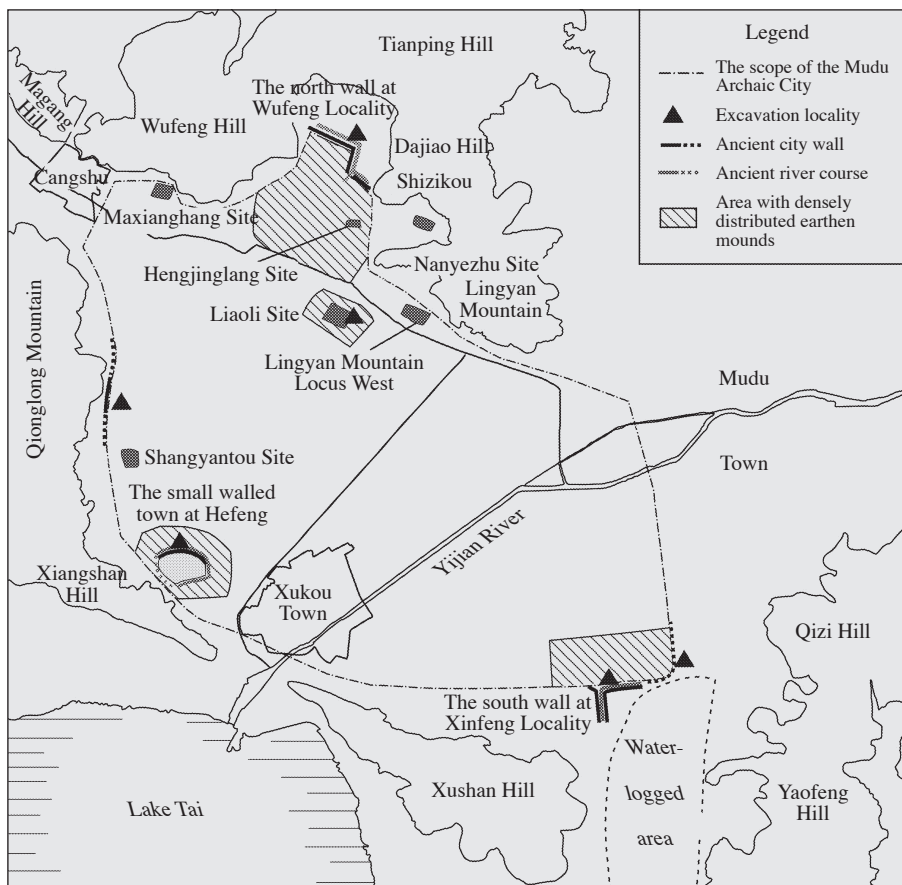 Tianping Hill
The north wall at
Wufeng Locality
Magang
Hill
Wufeng Hill
Dajiao Hill
Cangshu
Shizikou
Maxianghang Site
Hengjinglang Site
Nanyezhu Site
Lingyan
Mountain
Liaoli Site
Lingyan Mountain
Locus West
Qionglong Mountain
Mudu
Town
Shangyantou Site
The small walled
town at Hefeng
Yijian River
Xiangshan
Hill
Xukou
Town
Qizi Hill
The south wall at
Xinfeng Locality
Water-
logged
area
Xushan Hill
Yaofeng
Hill
Lake Tai
Legend
The scope of the Mudu
Archaic City
Excavation locality
Ancient city wall
Ancient river course
Area with densely
distributed earthen
mounds